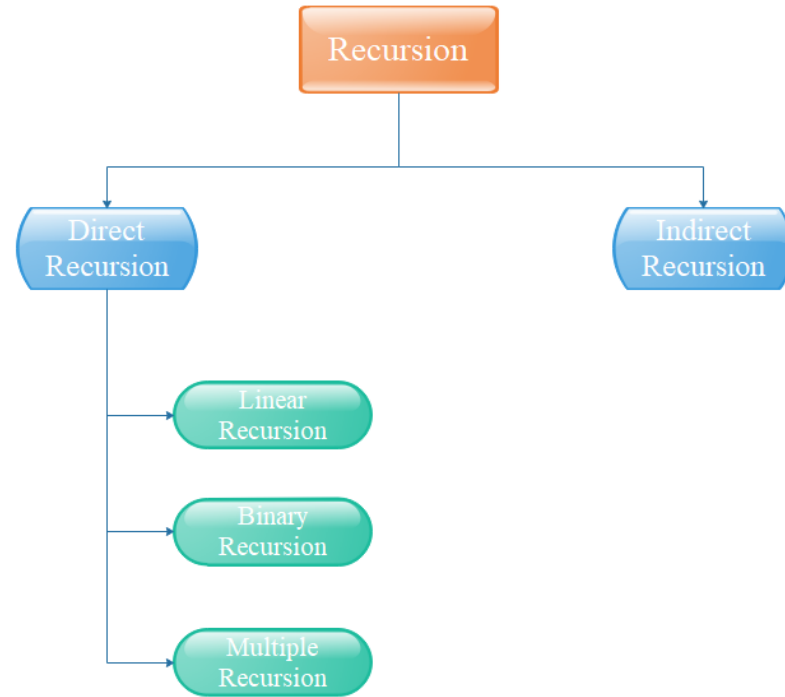 Recursion
Direct
Recursion
Indirect
Recursion
Linear
Recursion
Binary
Recursion
Multiple
Recursion